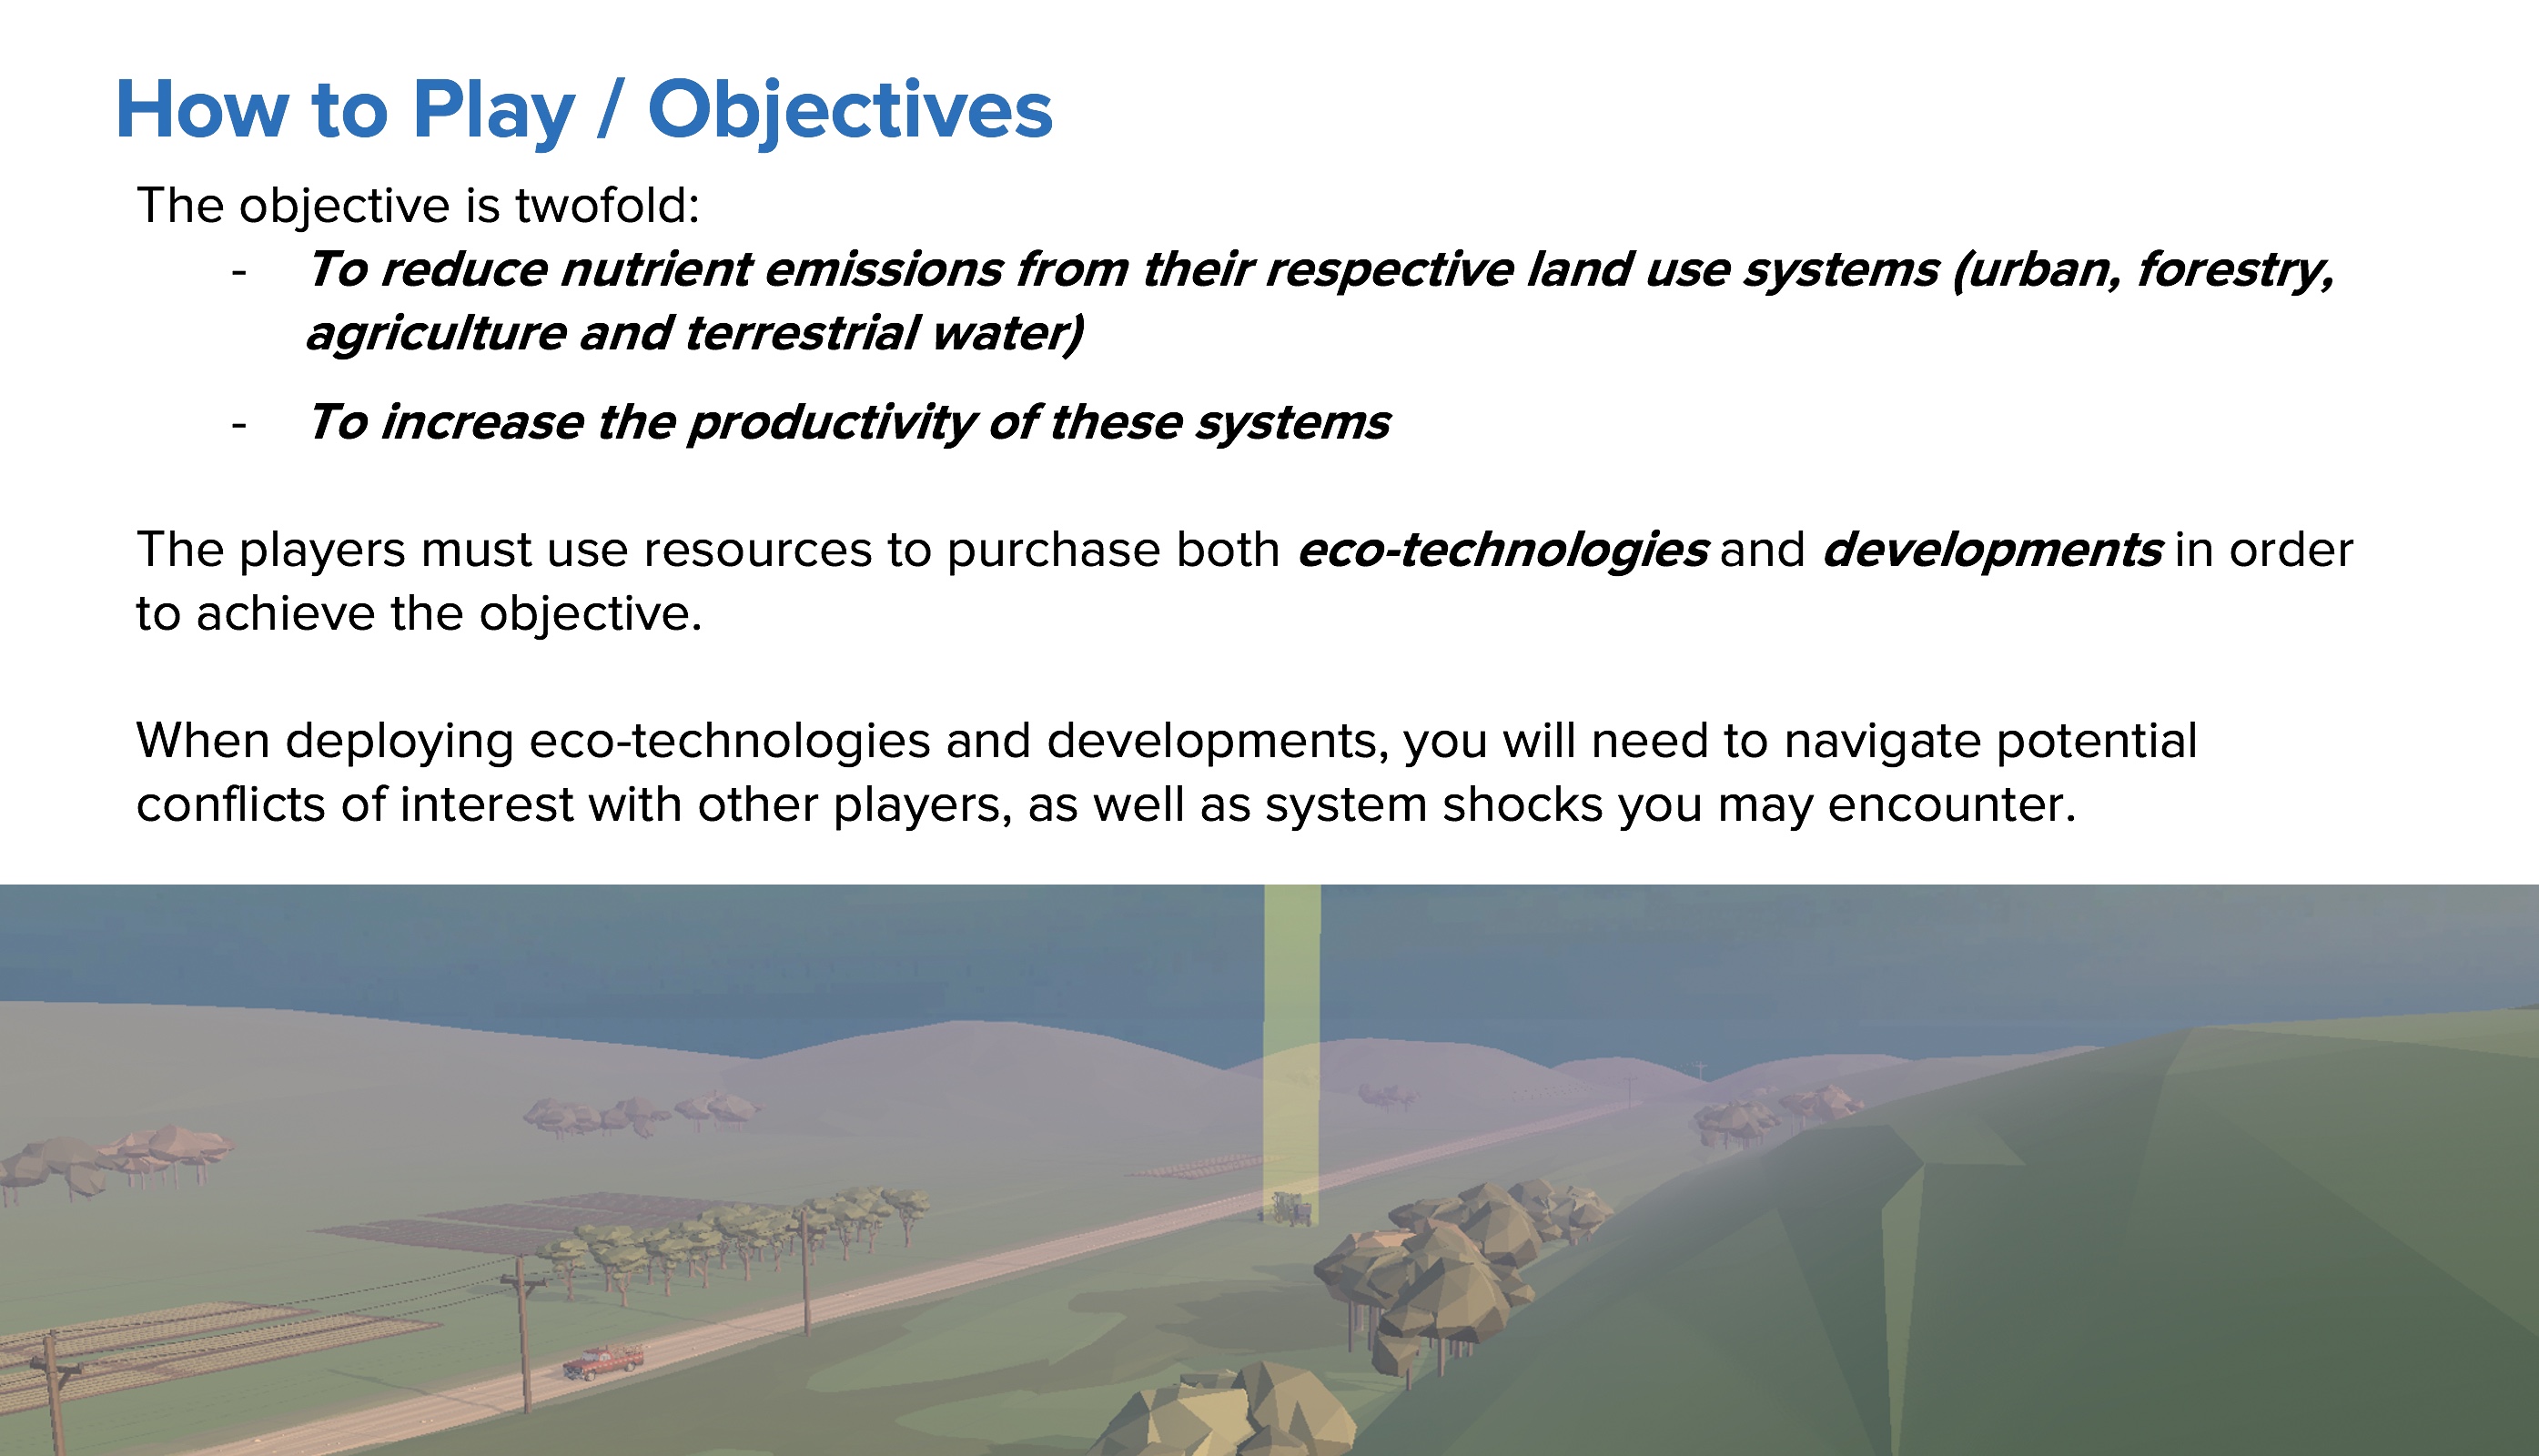 How to Play / Objectives
The objective is twofold:
- To reduce nutrient emissions from their respective land use systems (urban, forestry,
agriculture and terrestrial water)
- To increase the productivity of these systems
The players must use resources to purchase both eco-technologies and developments in order
to achieve the objective.
When deploying eco-technologies and developments, you will need to navigate potential
conflicts of interest with other players, as well as system shocks you may encounter.